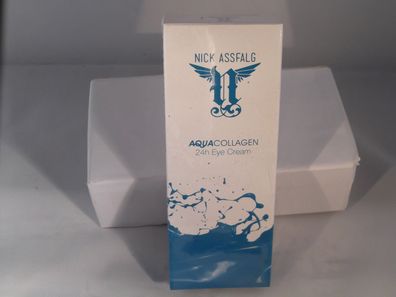 NICK ASSFALG
n
AQUACOLLAGEN
24h Eye Cream